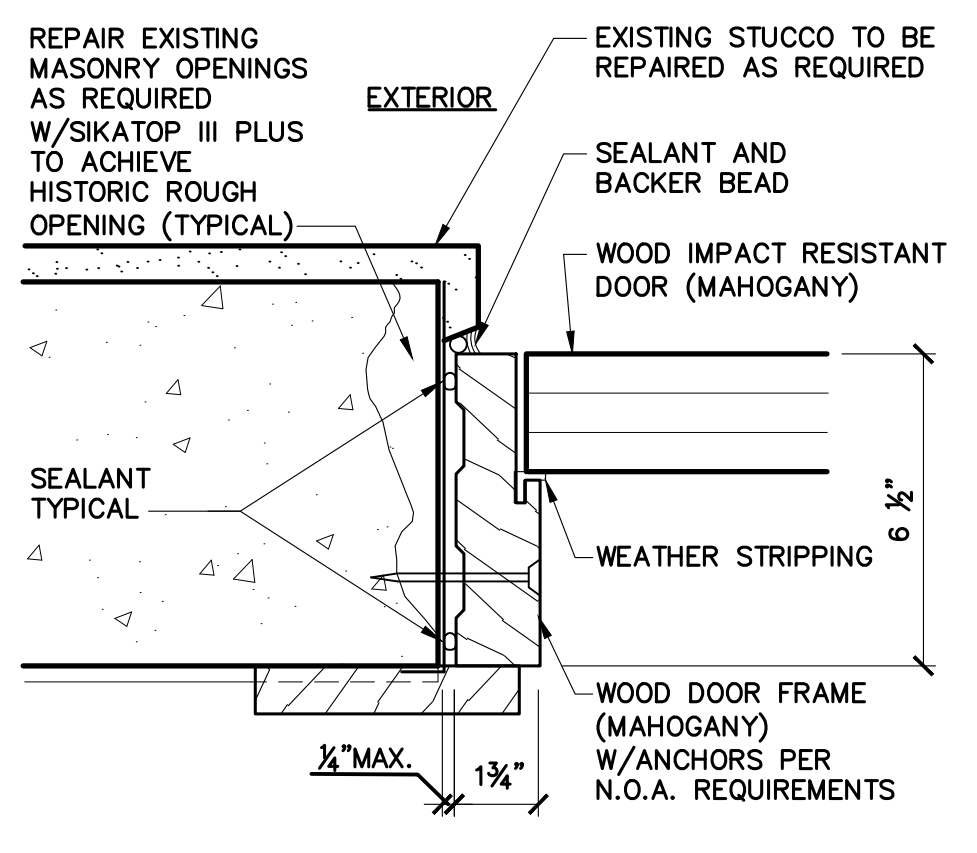 REPAIR EXISTING
MASONRY OPENINGS
AS REQUIRED
W/SIKATOP III PLUS
TO ACHIEVE
HISTORIC ROUGH
OPENING (TYPICAL)
EXTERIOR
EXISTING STUCCO TO BE
REPAIRED AS REQUIRED
SEALANT AND
BACKER BEAD
WOOD IMPACT RESISTANT
DOOR (MAHOGANY)
SEALANT
TYPICAL
6 ½"
WEATHER STRIPPING
WOOD DOOR FRAME
(MAHOGANY)
W/ANCHORS PER
N.O.A. REQUIREMENTS
¼"MAX.
1¾"